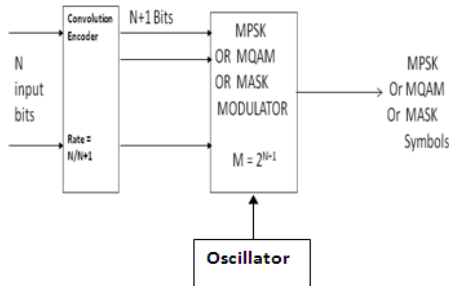 Convolution
Encoder
N+1 Bits
N
input
bits
Rate =
N/N+1
MPSK
OR MQAM
OR MASK
MODULATOR
M = 2^{N+1}
MPSK
Or MQAM
Or MASK
Symbols
Oscillator